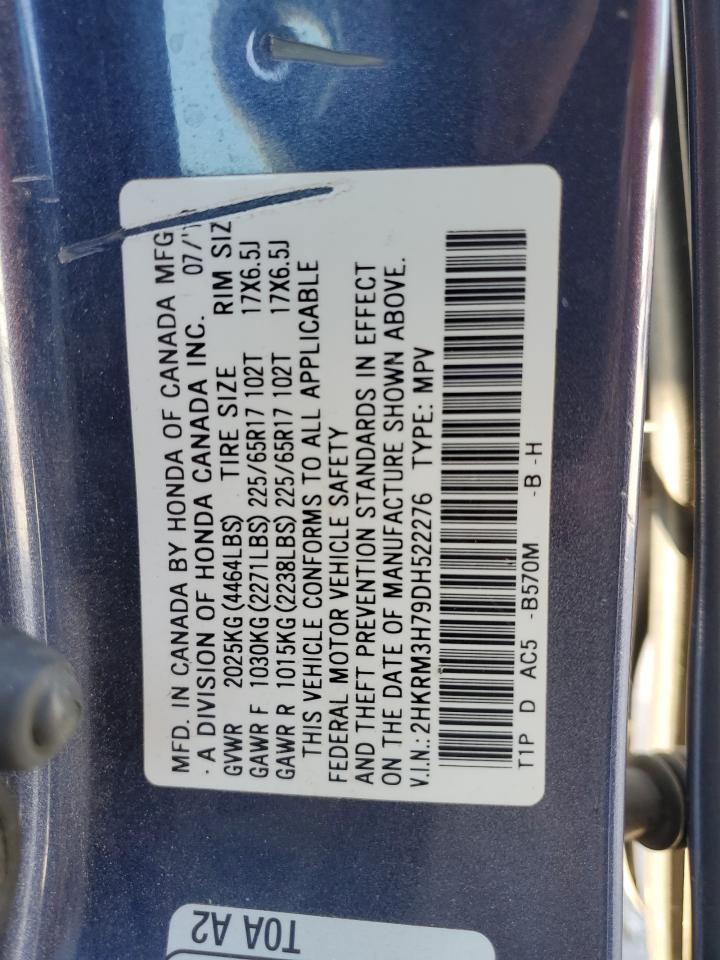 MFD. IN CANADA BY HONDA OF CANADA MFG
- A DIVISION OF HONDA CANADA INC. 07/
GVWR 2025KG(4464LBS) TIRE SIZE RIM SIZ
GAWR F 1030KG(2271LBS) 225/65R17 102T 17X6.5J
GAWR R 1015KG(2238LBS) 225/65R17 102T 17X6.5J
THIS VEHICLE CONFORMS TO ALL APPLICABLE
FEDERAL MOTOR VEHICLE SAFETY
AND THEFT PREVENTION STANDARDS IN EFFECT
ON THE DATE OF MANUFACTURE SHOWN ABOVE.
V.IN.: 2HKRM3H79DH522276 TYPE: MPV
T1P D AC5 -B570M -B -H
T0A A2